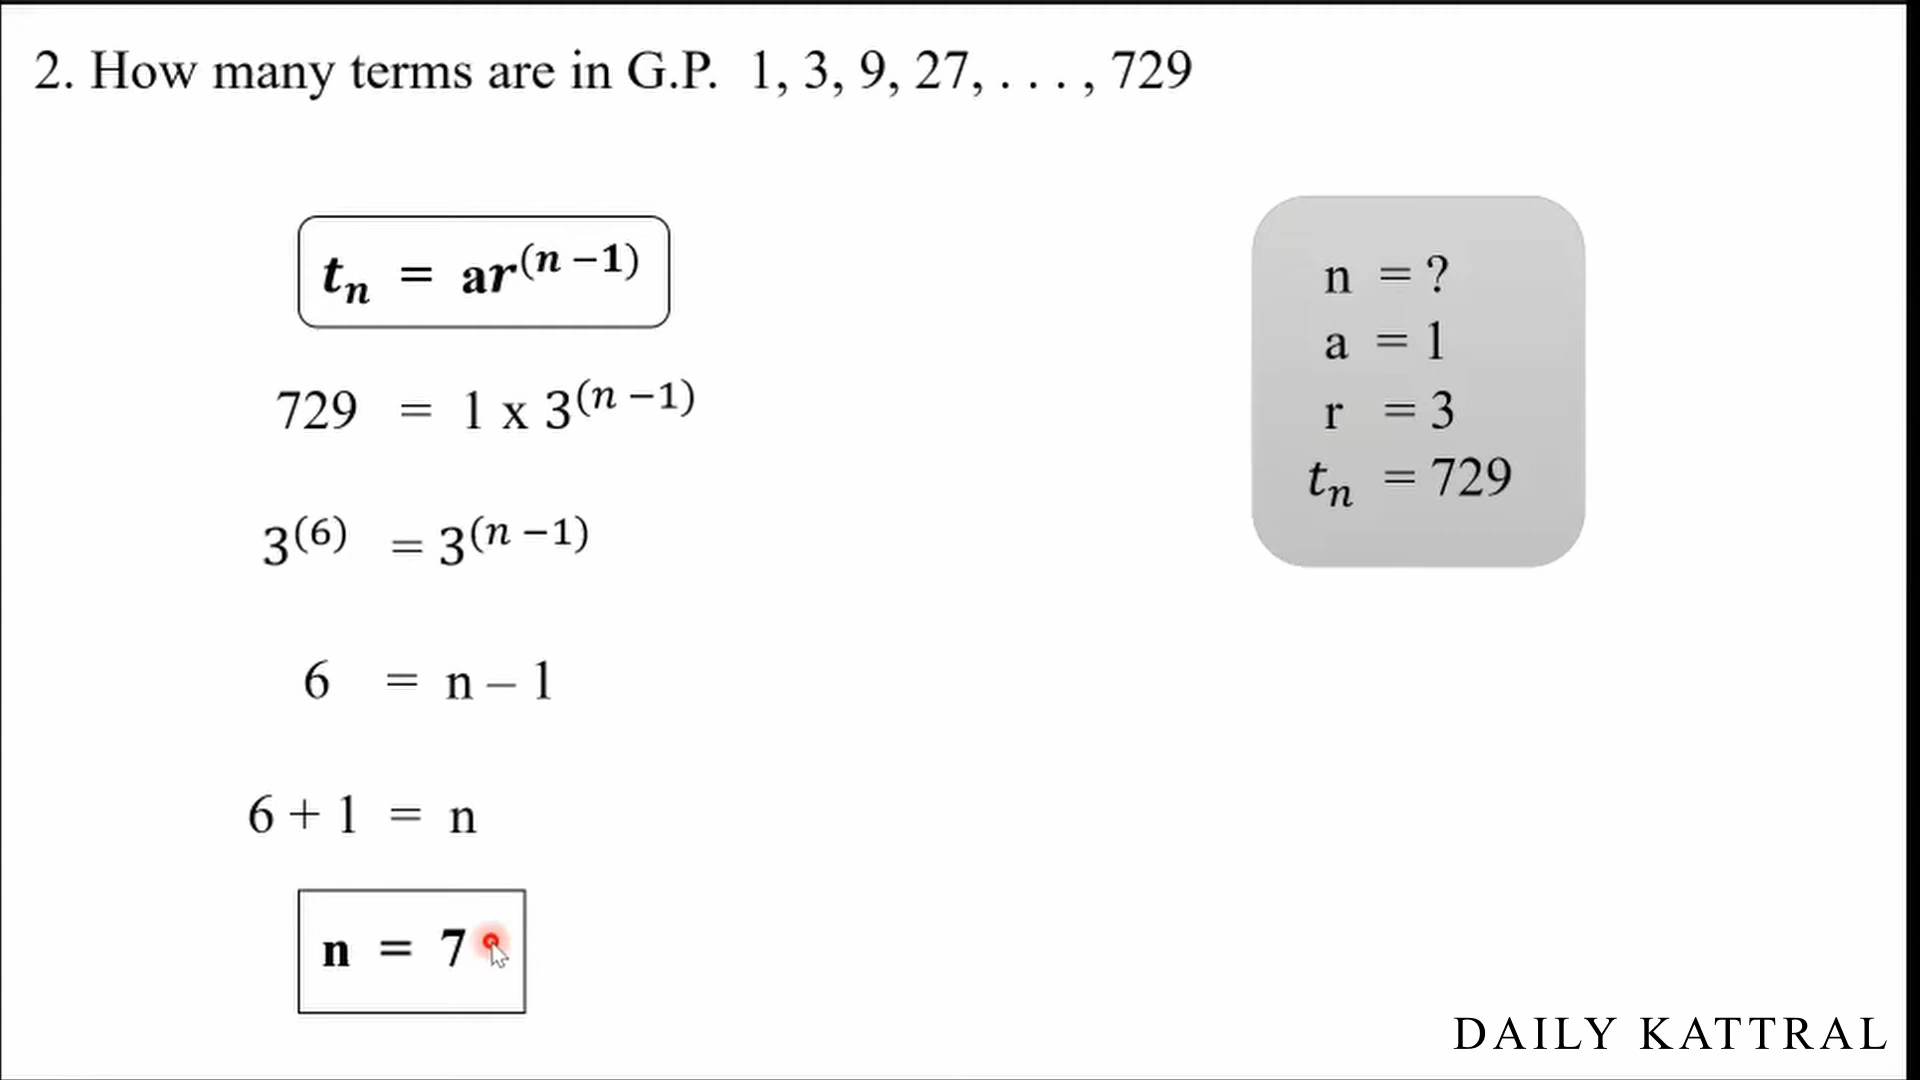 2. How many terms are in G.P. 1, 3, 9, 27, . . . , 729
tₙ = ar⁽ⁿ ⁻¹⁾
729 = 1 x 3⁽ⁿ ⁻¹⁾
3⁽⁶⁾ = 3⁽ⁿ ⁻¹⁾
6 = n – 1
6 + 1 = n
n = 7
n = ?
a = 1
r = 3
tₙ = 729
DAILY KATTRAL